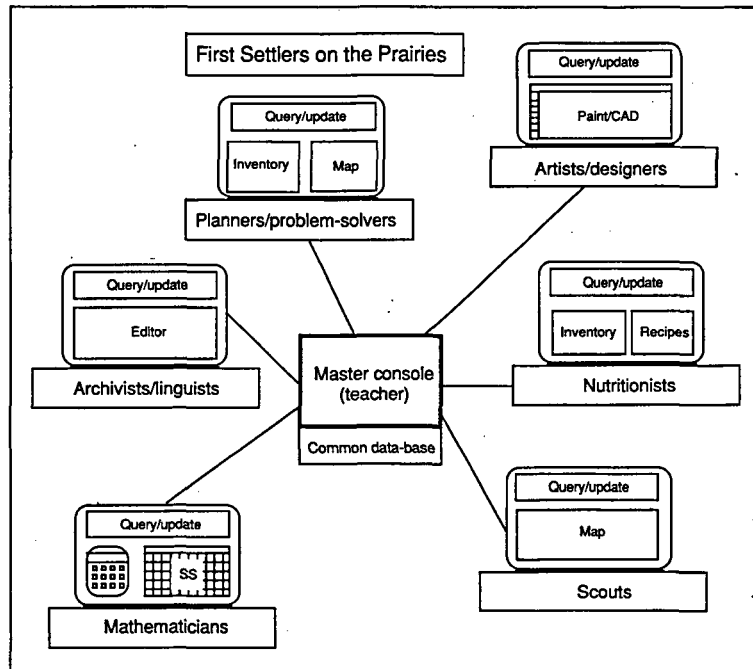 First Settlers on the Prairies
Query/update
Paint/CAD
Artists/designers
Query/update
Inventory
Map
Planners/problem-solvers
Query/update
Editor
Archivists/linguists
Query/update
Inventory
Recipes
Nutritionists
Master console
(teacher)
Common data-base
Query/update
Map
Scouts
Query/update
SS
Mathematicians